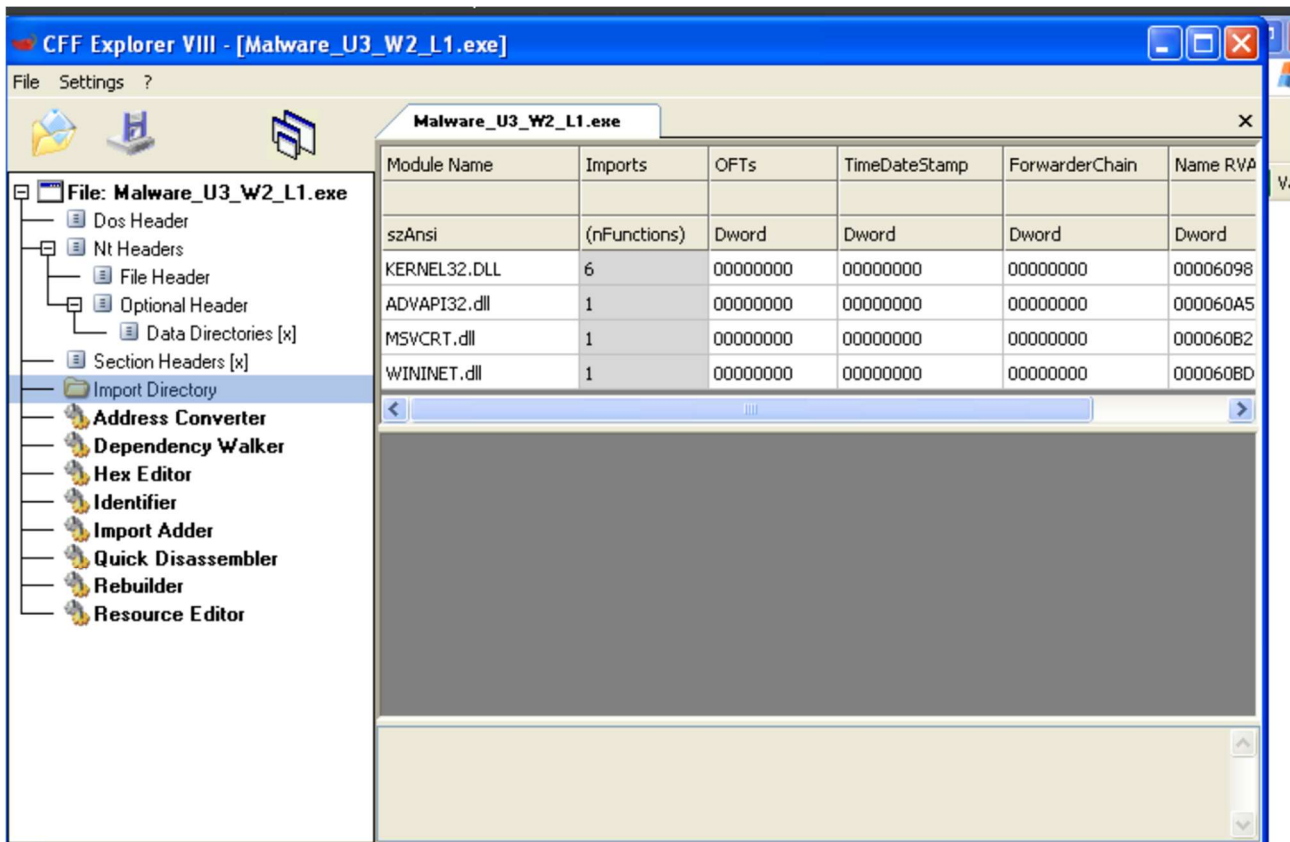 CFF Explorer VIII - [Malware_U3_W2_L1.exe]
File Settings ?
Malware_U3_W2_L1.exe
Module Name Imports OFTs TimeDateStamp ForwarderChain Name RVA
szAnsi (nFunctions) Dword Dword Dword Dword
KERNEL32.DLL 6 00000000 00000000 00000000 00006098
ADVAPI32.dll 1 00000000 00000000 00000000 000060A5
MSVCRT.dll 1 00000000 00000000 00000000 000060B2
WININET.dll 1 00000000 00000000 00000000 000060BD
File: Malware_U3_W2_L1.exe
Dos Header
Nt Headers
File Header
Optional Header
Data Directories [x]
Section Headers [x]
Import Directory
Address Converter
Dependency Walker
Hex Editor
Identifier
Import Adder
Quick Disassembler
Rebuilder
Resource Editor